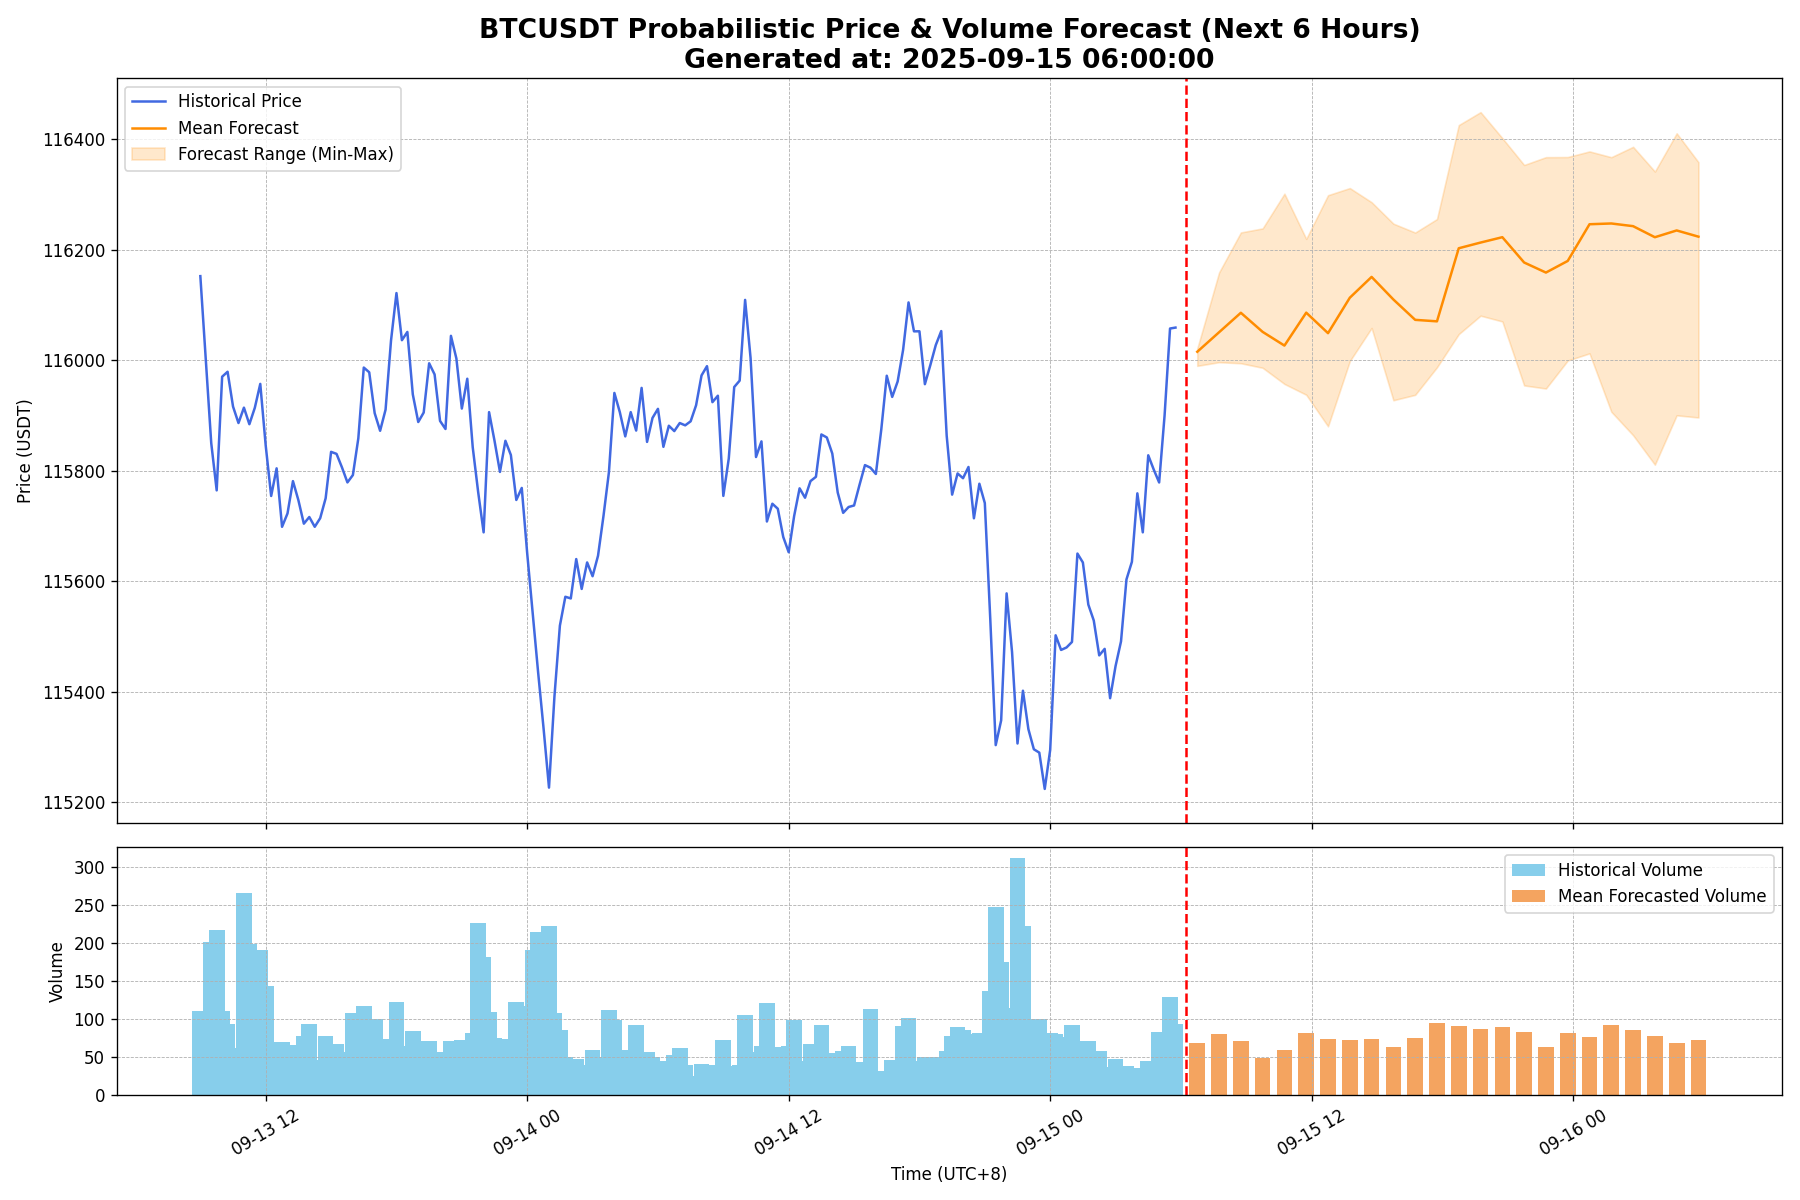 BTCUSDT Probabilistic Price & Volume Forecast (Next 6 Hours)
Generated at: 2025-09-15 06:00:00
Historical Price
Mean Forecast
Forecast Range (Min-Max)
116400
116200
116000
115800
115600
115400
115200
Price (USDT)
Historical Volume
Mean Forecasted Volume
300
250
200
150
100
50
0
Volume
09-13 12
09-14 00
09-14 12
09-15 00
09-15 12
09-16 00
Time (UTC+8)